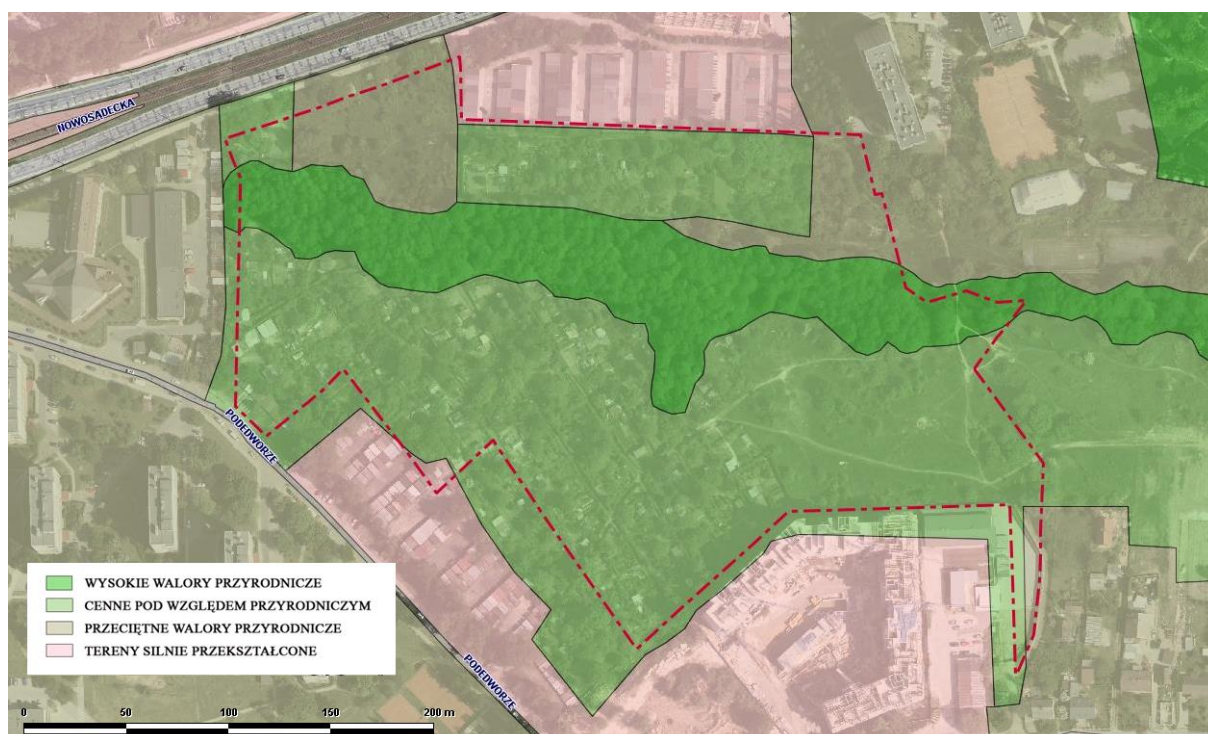 NOWOSĄDECKA
PODEDWORZE
WYSOKIE WALORY PRZYRODNICZE
CENNE POD WZGLĘDEM PRZYRODNICZYM
PRZECIĘTNE WALORY PRZYRODNICZE
TERENY SILNIE PRZEKSZTAŁCONE
PODEDWORZE
0 50 100 150 200 m